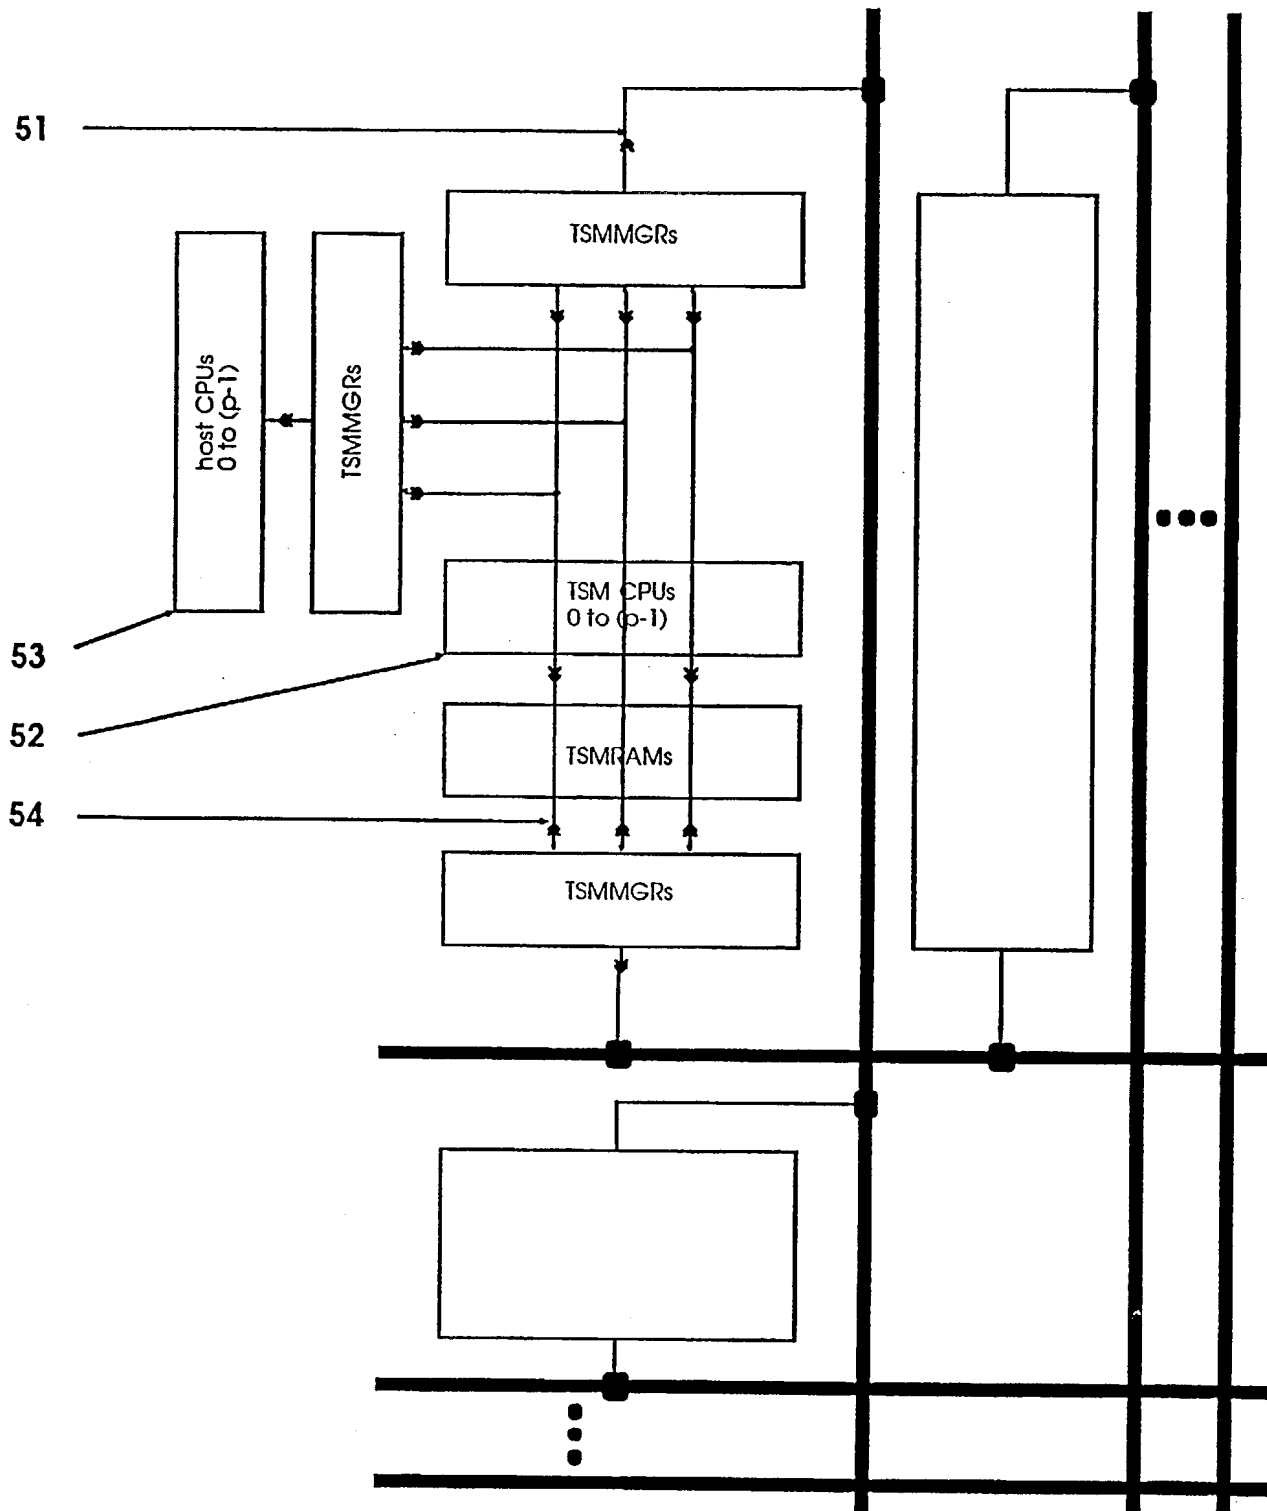 51
TSMMGRs
host CPUs
0 to (p-1)
TSMMGRs
TSM CPUs
0 to (p-1)
53
52
TSMRAMs
54
TSMMGRs